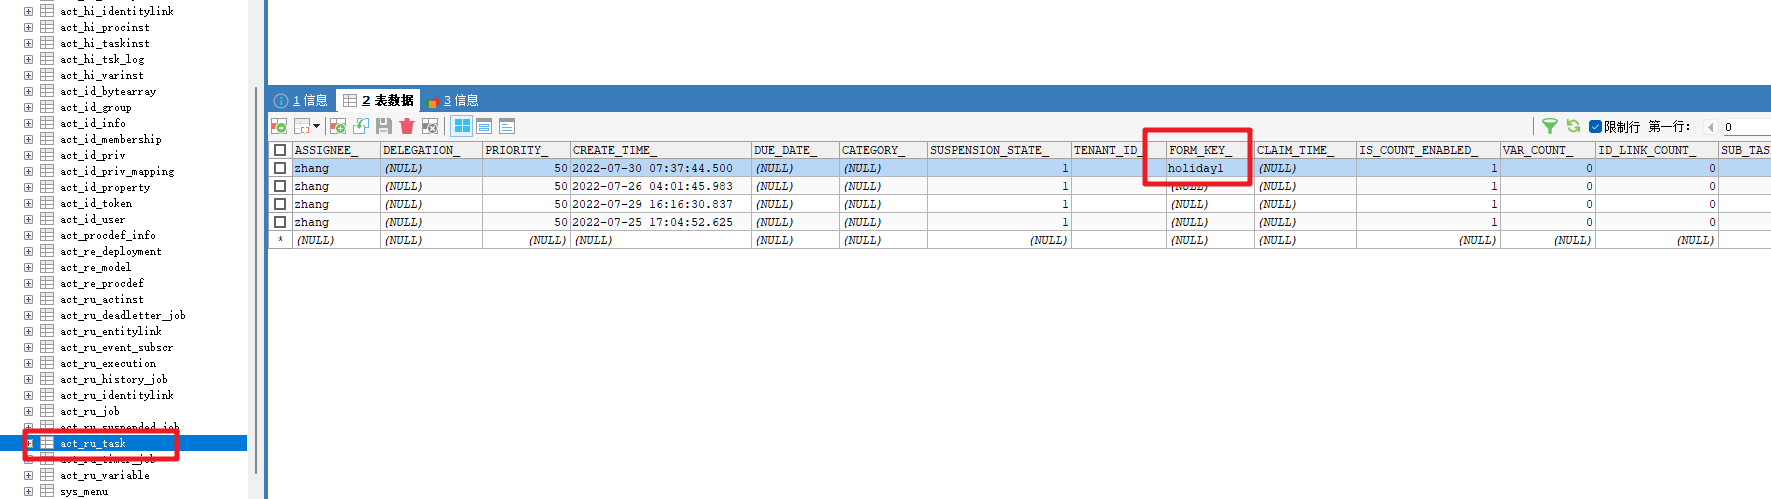 act_hi_identitylink
act_hi_procinst
act_hi_taskinst
act_hi_tsk_log
act_hi_varinst
act_id_bytearray
act_id_group
act_id_info
act_id_membership
act_id_priv
act_id_priv_mapping
act_id_property
act_id_token
act_id_user
act_procdef_info
act_re_deployment
act_re_model
act_re_procdef
act_ru_actinst
act_ru_deadletter_job
act_ru_entitylink
act_ru_event_subscr
act_ru_execution
act_ru_history_job
act_ru_identitylink
act_ru_job
act_ru_suspended_job
act_ru_task
act_ru_timer_job
act_ru_variable
sys_menu
1 信息 2 表数据 3 信息
限制行 第一行: 0
ASSIGNEE_ DELEGATION_ PRIORITY_ CREATE_TIME_ DUE_DATE_ CATEGORY_ SUSPENSION_STATE_ TENANT_ID_ FORM_KEY_ CLAIM_TIME_ IS_COUNT_ENABLED_ VAR_COUNT_ ID_LINK_COUNT_ SUB_TAS
zhang (NULL) 50 2022-07-30 07:37:44.500 (NULL) (NULL) 1 holiday1 (NULL) 1 0 0
zhang (NULL) 50 2022-07-26 04:01:45.983 (NULL) (NULL) 1 (NULL) (NULL) 1 0 0
zhang (NULL) 50 2022-07-29 16:16:30.837 (NULL) (NULL) 1 (NULL) (NULL) 1 0 0
zhang (NULL) 50 2022-07-25 17:04:52.625 (NULL) (NULL) 1 (NULL) (NULL) 1 0 0
* (NULL) (NULL) (NULL) (NULL) (NULL) (NULL) (NULL) (NULL) (NULL) (NULL) (NULL) (NULL)